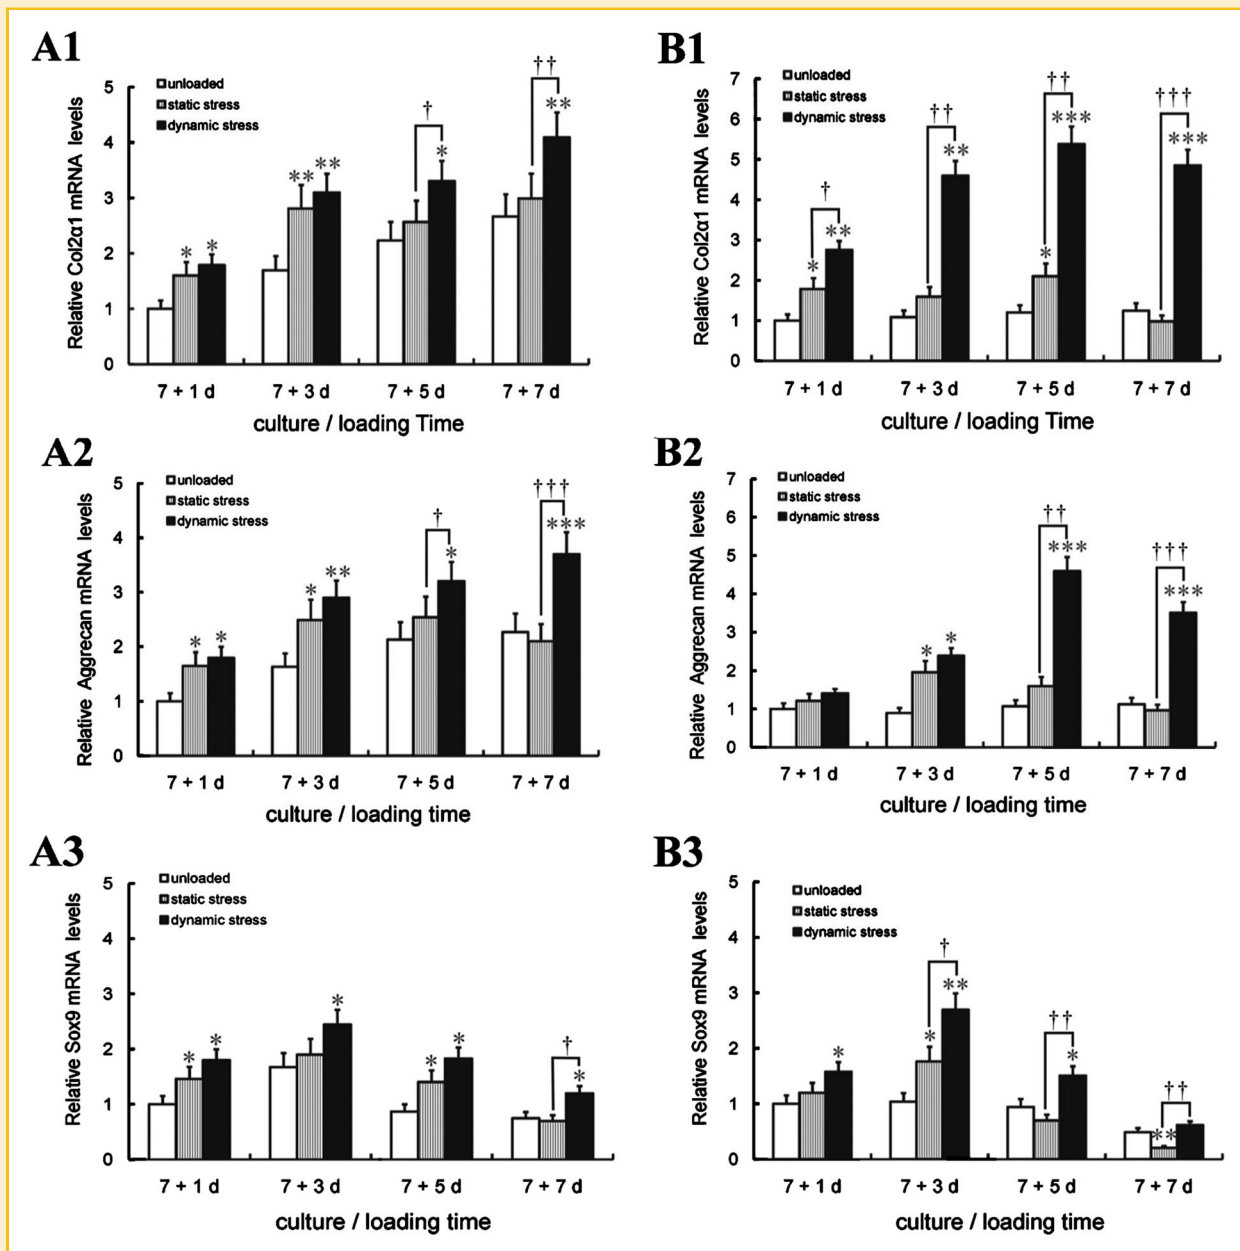 A1
unloaded
static stress
dynamic stress
Relative Col2α1 mRNA levels
5
4
3
2
1
0
* * ** ** † * †† **
7 + 1 d 7 + 3 d 7 + 5 d 7 + 7 d
culture / loading Time
B1
unloaded
static stress
dynamic stress
Relative Col2α1 mRNA levels
7
6
5
4
3
2
1
0
* † ** †† ** * †† *** ††† ***
7 + 1 d 7 + 3 d 7 + 5 d 7 + 7 d
culture / loading Time
A2
unloaded
static stress
dynamic stress
Relative Aggrecan mRNA levels
5
4
3
2
1
0
* * * ** † * ††† ***
7 + 1 d 7 + 3 d 7 + 5 d 7 + 7 d
culture / loading time
B2
unloaded
static stress
dynamic stress
Relative Aggrecan mRNA levels
7
6
5
4
3
2
1
0
* * †† *** ††† ***
7 + 1 d 7 + 3 d 7 + 5 d 7 + 7 d
culture / loading time
A3
unloaded
static stress
dynamic stress
Relative Sox9 mRNA levels
5
4
3
2
1
0
* * * * * † *
7 + 1 d 7 + 3 d 7 + 5 d 7 + 7 d
culture / loading time
B3
unloaded
static stress
dynamic stress
Relative Sox9 mRNA levels
5
4
3
2
1
0
* * † ** †† * ** ††
7 + 1 d 7 + 3 d 7 + 5 d 7 + 7 d
culture / loading time